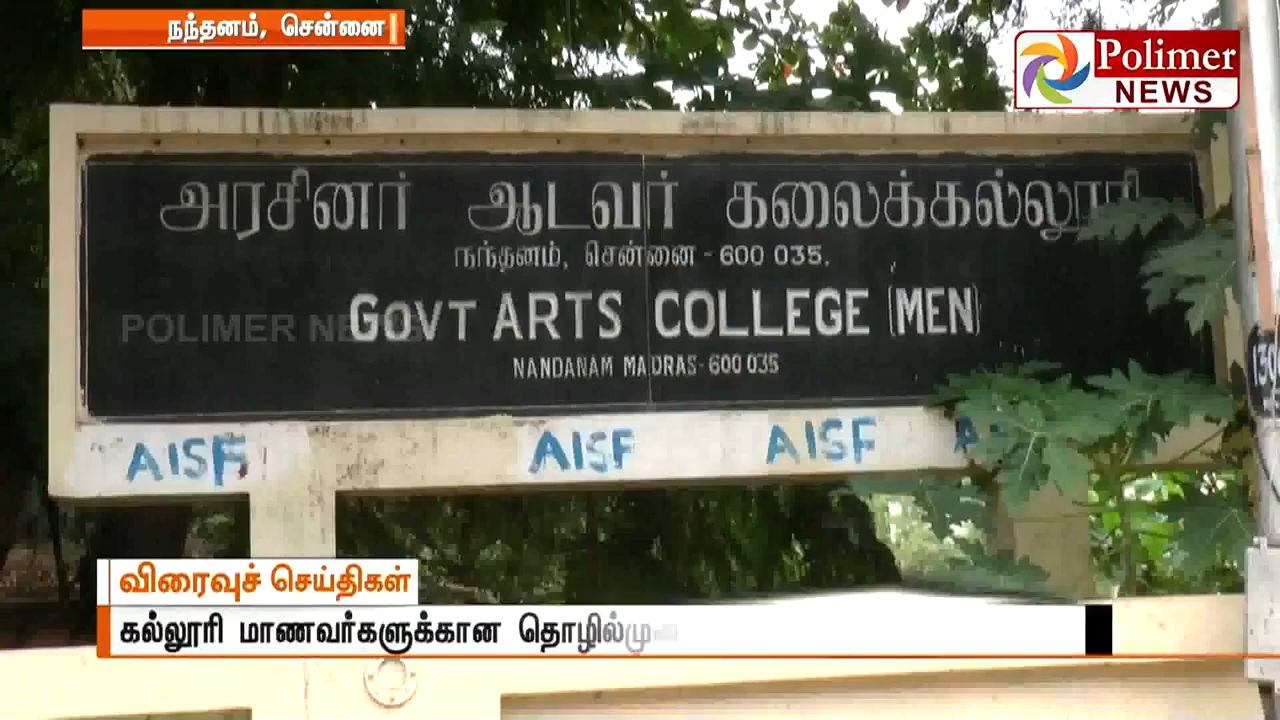 நந்தனம், சென்னை
Polimer
NEWS
அரசினர் ஆடவர் கலைக்கல்லூரி
நந்தனம், சென்னை - 600 035.
POLIMER NEWS
GOVT ARTS COLLEGE (MEN)
NANDANAM MADRAS-600 035
130
AISF AISF AISF
விரைவுச் செய்திகள்
கல்லூரி மாணவர்களுக்கான